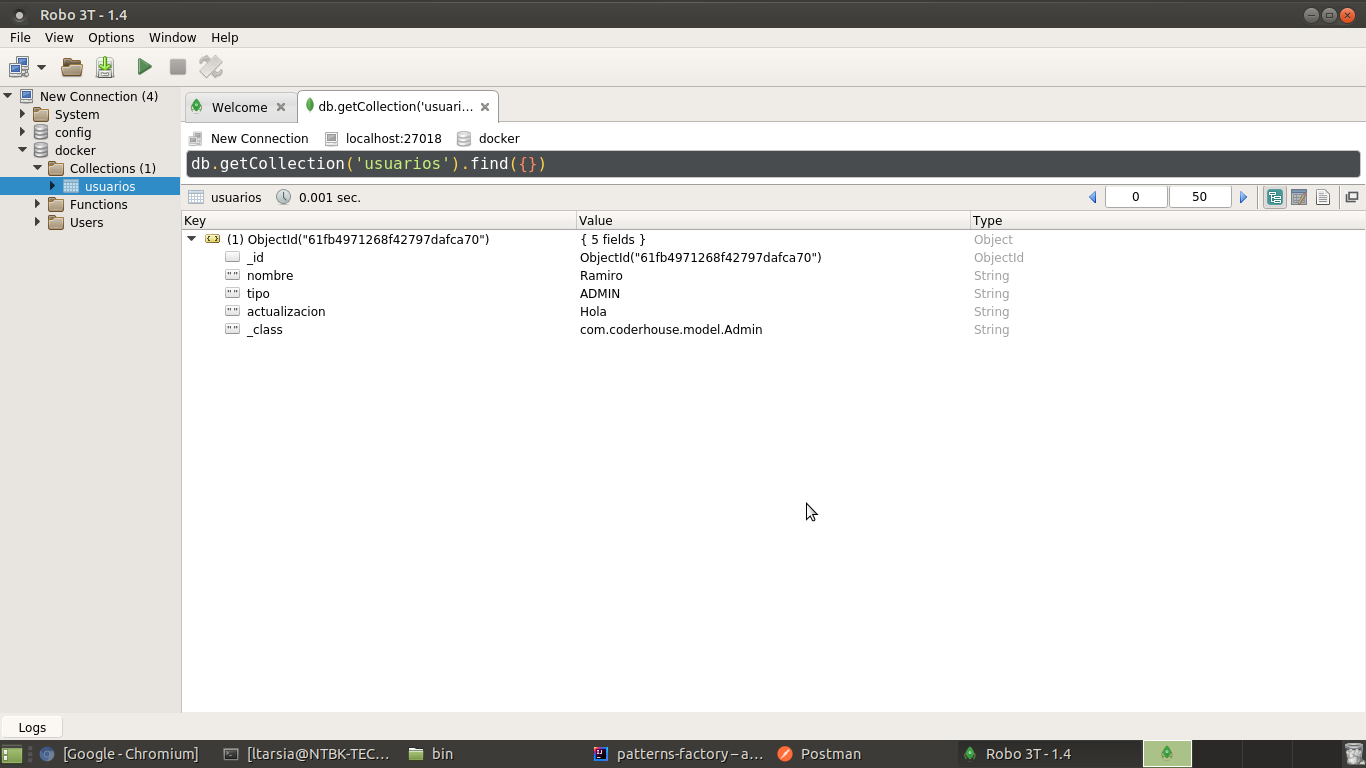 Robo 3T - 1.4
File View Options Window Help
New Connection (4)
System
config
docker
Collections (1)
usuarios
Functions
Users
Welcome
db.getCollection('usuari...
New Connection localhost:27018 docker
db.getCollection('usuarios').find({})
usuarios 0.001 sec. 0 50
Key Value Type
(1) ObjectId("61fb4971268f42797dafca70") { 5 fields } Object
_id ObjectId("61fb4971268f42797dafca70") ObjectId
nombre Ramiro String
tipo ADMIN String
actualizacion Hola String
_class com.coderhouse.model.Admin String
Logs
[Google - Chromium] [ltarsia@NTBK-TEC... bin patterns-factory – a... Postman Robo 3T - 1.4